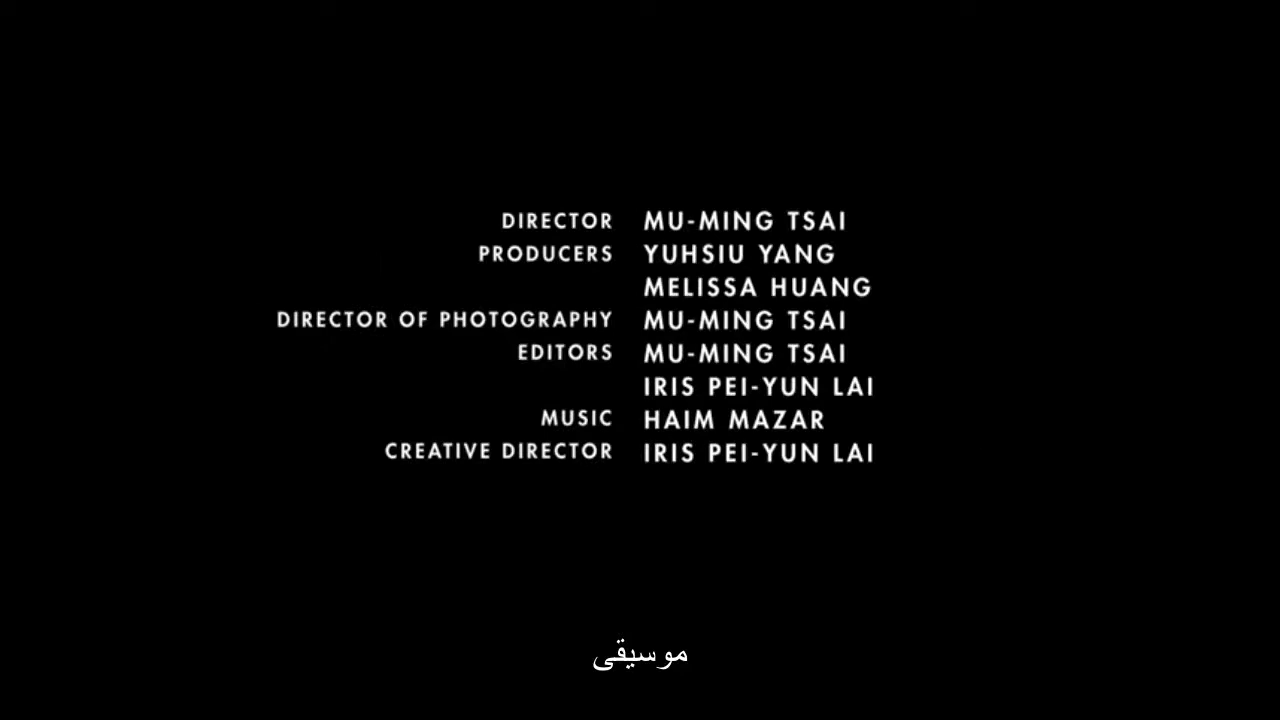 DIRECTOR MU-MING TSAI
PRODUCERS YUHSIU YANG
MELISSA HUANG
DIRECTOR OF PHOTOGRAPHY MU-MING TSAI
EDITORS MU-MING TSAI
IRIS PEI-YUN LAI
MUSIC HAIM MAZAR
CREATIVE DIRECTOR IRIS PEI-YUN LAI
موسيقى